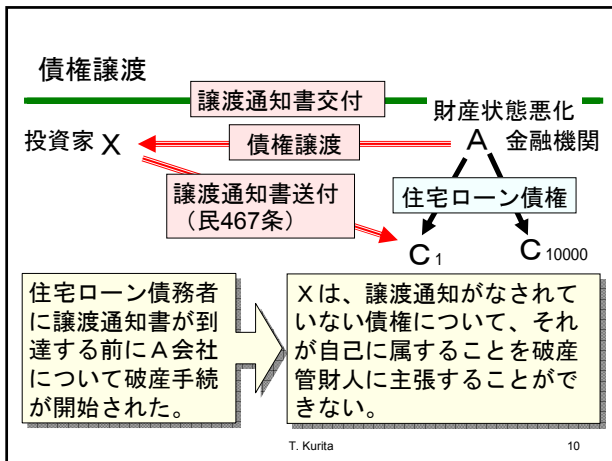 債権譲渡
譲渡通知書交付
財産状態悪化
投資家 X
債権譲渡
A 金融機関
譲渡通知書送付
（民467条）
住宅ローン債権
C1
C10000
住宅ローン債務者
に譲渡通知書が到
達する前にＡ会社
について破産手続
が開始された。
Ｘは、譲渡通知がなされて
いない債権について、それ
が自己に属することを破産
管財人に主張することがで
きない。
T. Kurita
10